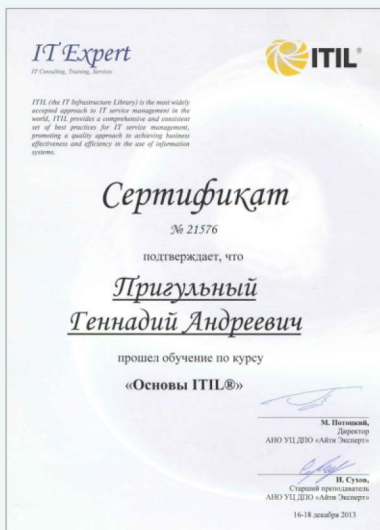 IT Expert
IT Consulting, Training, Services
ITIL®
ITIL (the IT Infrastructure Library) is the most widely
accepted approach to IT service management in the
world, ITIL provides a comprehensive and consistent
set of best practices for IT service management,
promoting a quality approach to achieving business
effectiveness and efficiency in the use of information
systems.
Сертификат
№ 21576
подтверждает, что
Пригульный
Геннадий Андреевич
прошел обучение по курсу
«Основы ITIL®»
М. Потоцкий,
Директор
АНО УЦ ДПО «Айти Эксперт»
И. Сухов,
Старший преподаватель
АНО УЦ ДПО «Айти Эксперт»
16-18 декабря 2013